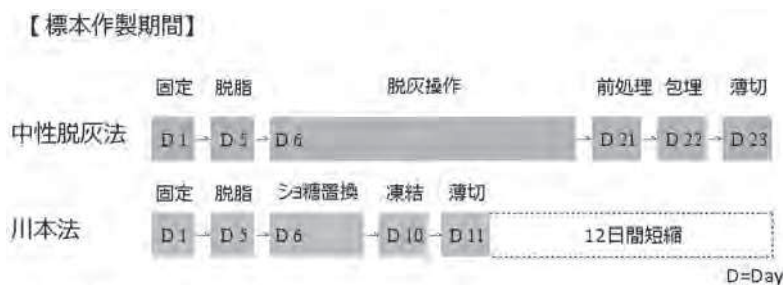 【標本作製期間】
固定 脱脂 脱灰操作 前処理 包埋 薄切
中性脱灰法 D 1 D 5 D 6 D 21 D 22 D 23
固定 脱脂 ショ糖置換 凍結 薄切
川本法 D 1 D 5 D 6 D 10 D 11 12日間短縮
D=Day